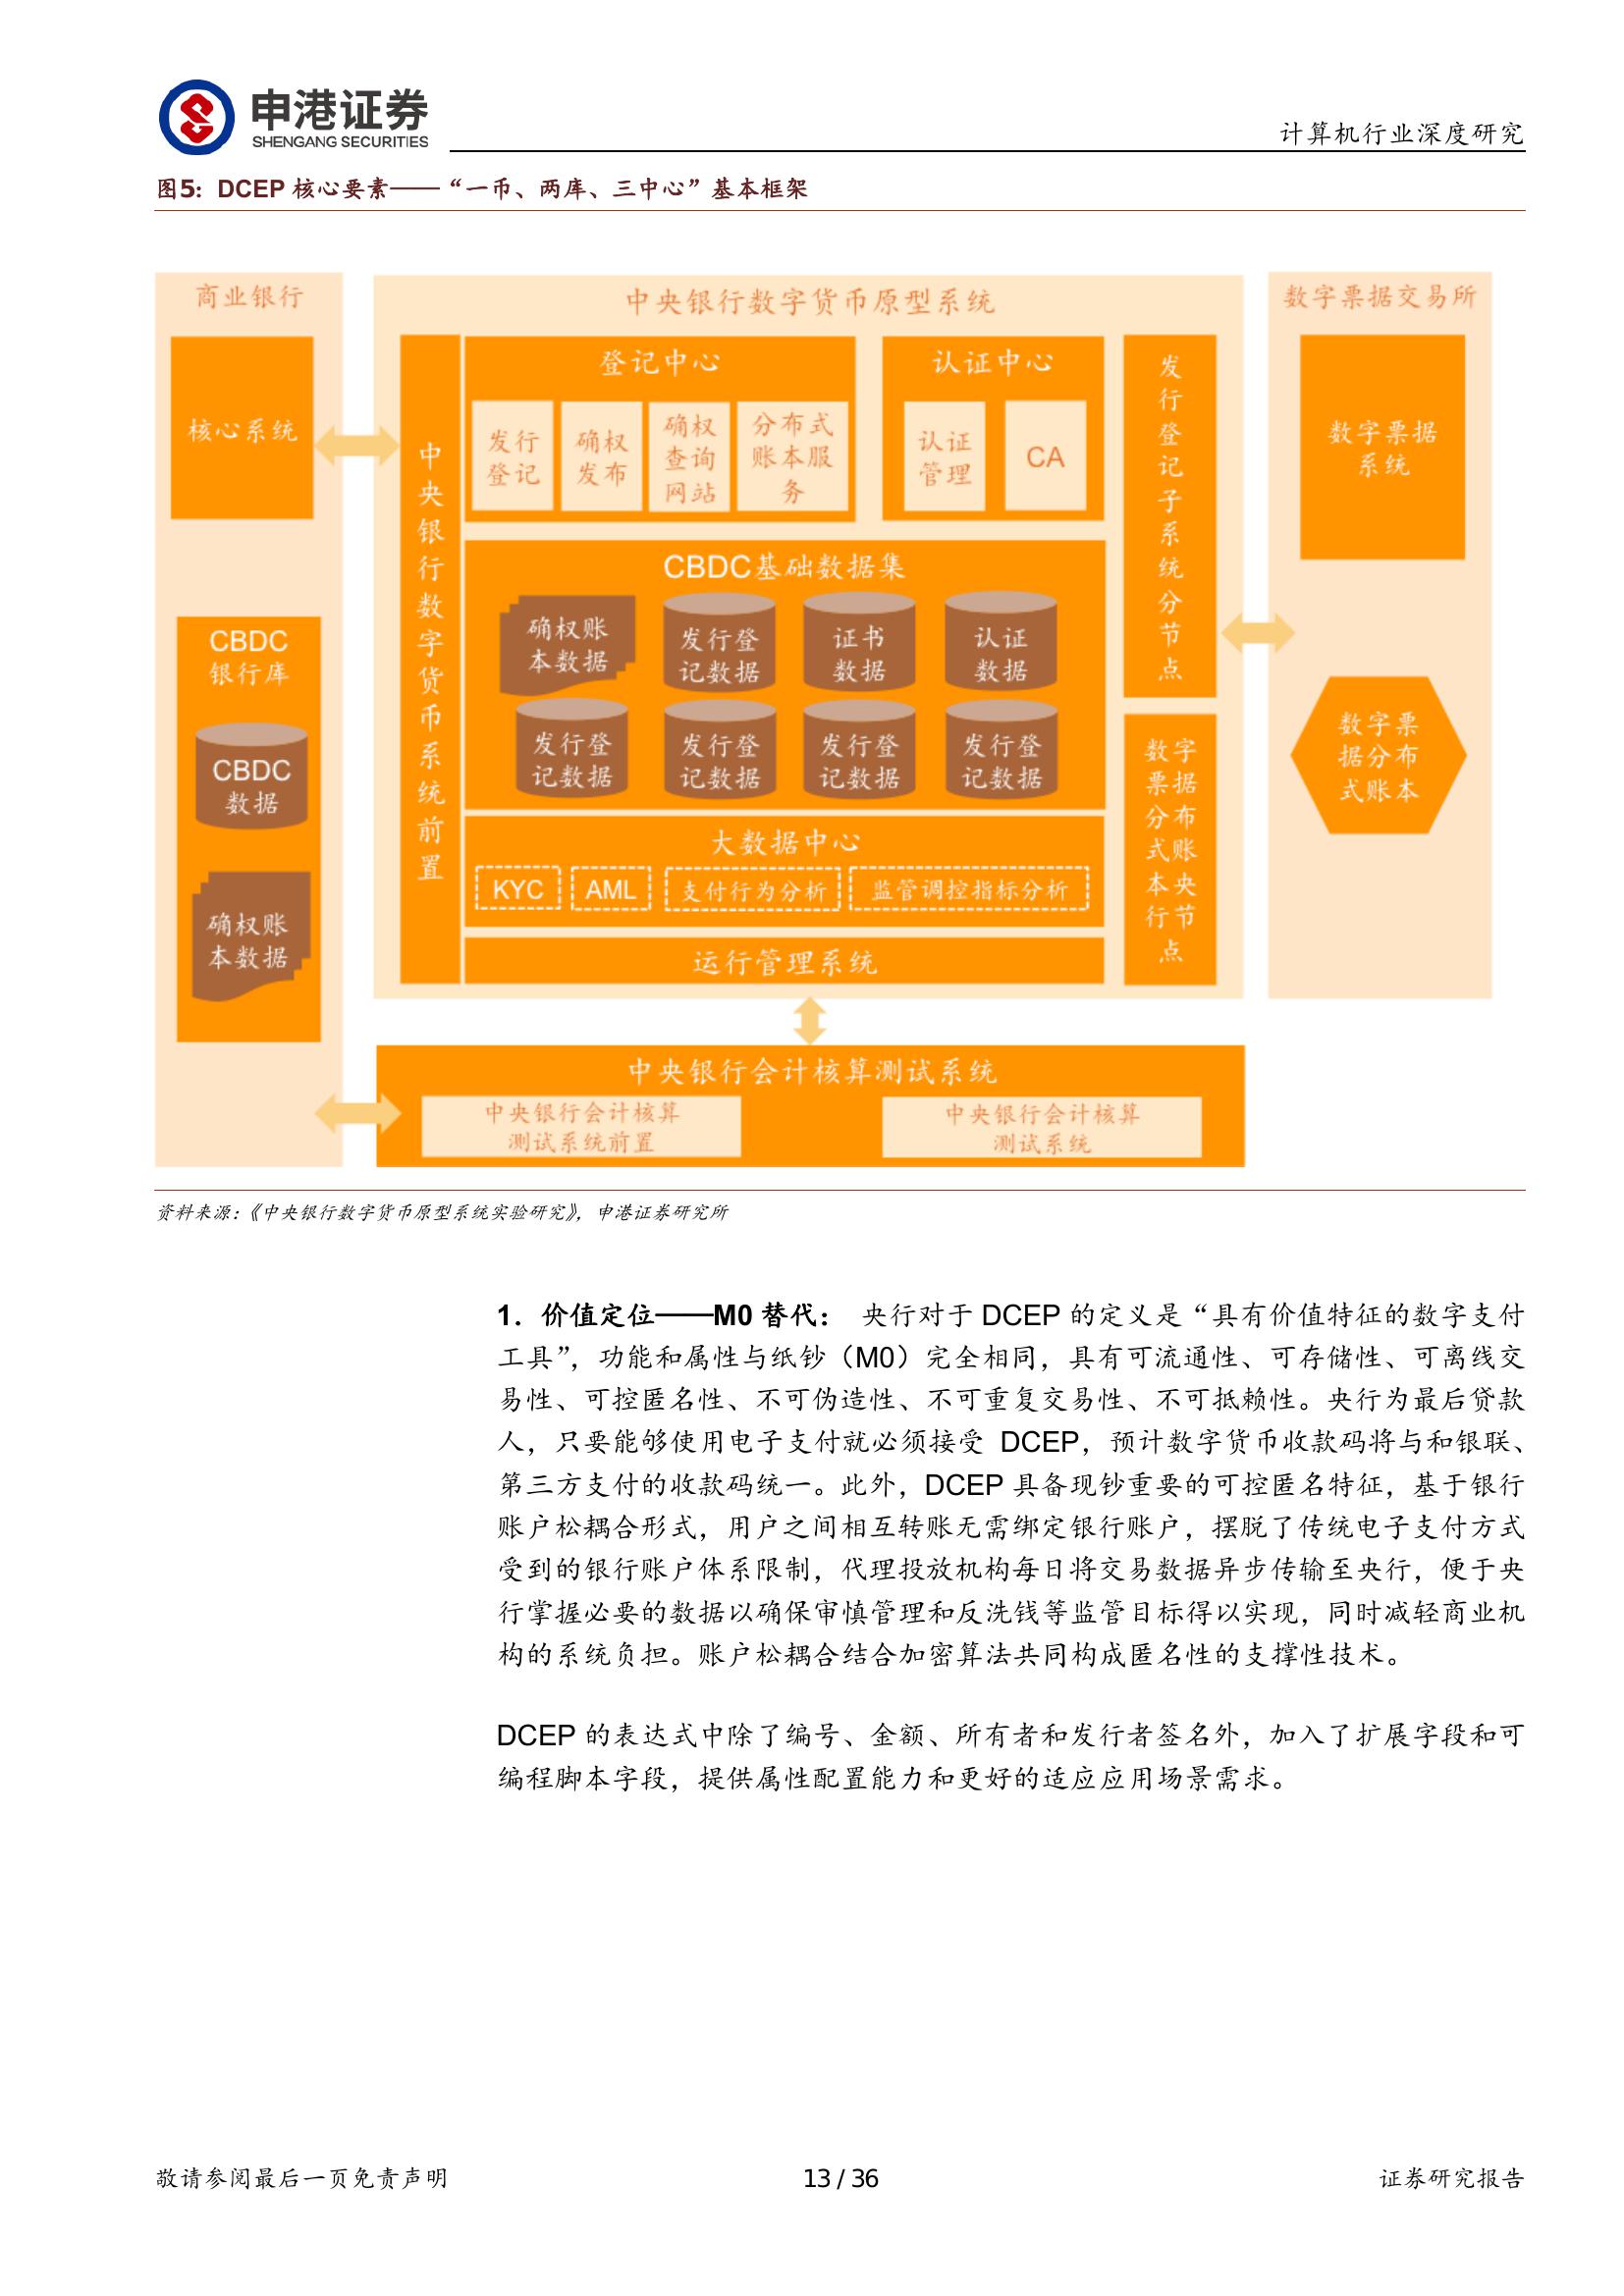 申港证券
SHENGANG SECURITIES
计算机行业深度研究
图5：DCEP 核心要素——“一币、两库、三中心”基本框架
商业银行
核心系统
CBDC
银行库
CBDC
数据
确权账
本数据
中央银行数字货币原型系统
中央银行数字货币系统前置
登记中心
发行
登记
确权
发布
确权
查询
网站
分布式
账本服
务
认证中心
认证
管理
CA
CBDC基础数据集
确权账
本数据
发行登
记数据
证书
数据
认证
数据
发行登
记数据
发行登
记数据
发行登
记数据
发行登
记数据
大数据中心
KYC
AML
支付行为分析
监管调控指标分析
运行管理系统
发行登记子系统分节点
数字
票据
分布
式账
本央
行节
点
数字票据交易所
数字票据
系统
数字票
据分布
式账本
中央银行会计核算测试系统
中央银行会计核算
测试系统前置
中央银行会计核算
测试系统
资料来源：《中央银行数字货币原型系统实验研究》，申港证券研究所
1. 价值定位——M0 替代： 央行对于 DCEP 的定义是“具有价值特征的数字支付
工具”，功能和属性与纸钞（M0）完全相同，具有可流通性、可存储性、可离线交
易性、可控匿名性、不可伪造性、不可重复交易性、不可抵赖性。央行为最后贷款
人，只要能够使用电子支付就必须接受 DCEP，预计数字货币收款码将与和银联、
第三方支付的收款码统一。此外，DCEP 具备现钞重要的可控匿名特征，基于银行
账户松耦合形式，用户之间相互转账无需绑定银行账户，摆脱了传统电子支付方式
受到的银行账户体系限制，代理投放机构每日将交易数据异步传输至央行，便于央
行掌握必要的数据以确保审慎管理和反洗钱等监管目标得以实现，同时减轻商业机
构的系统负担。账户松耦合结合加密算法共同构成匿名性的支撑性技术。
DCEP 的表达式中除了编号、金额、所有者和发行者签名外，加入了扩展字段和可
编程脚本字段，提供属性配置能力和更好的适应应用场景需求。
敬请参阅最后一页免责声明
13 / 36
证券研究报告